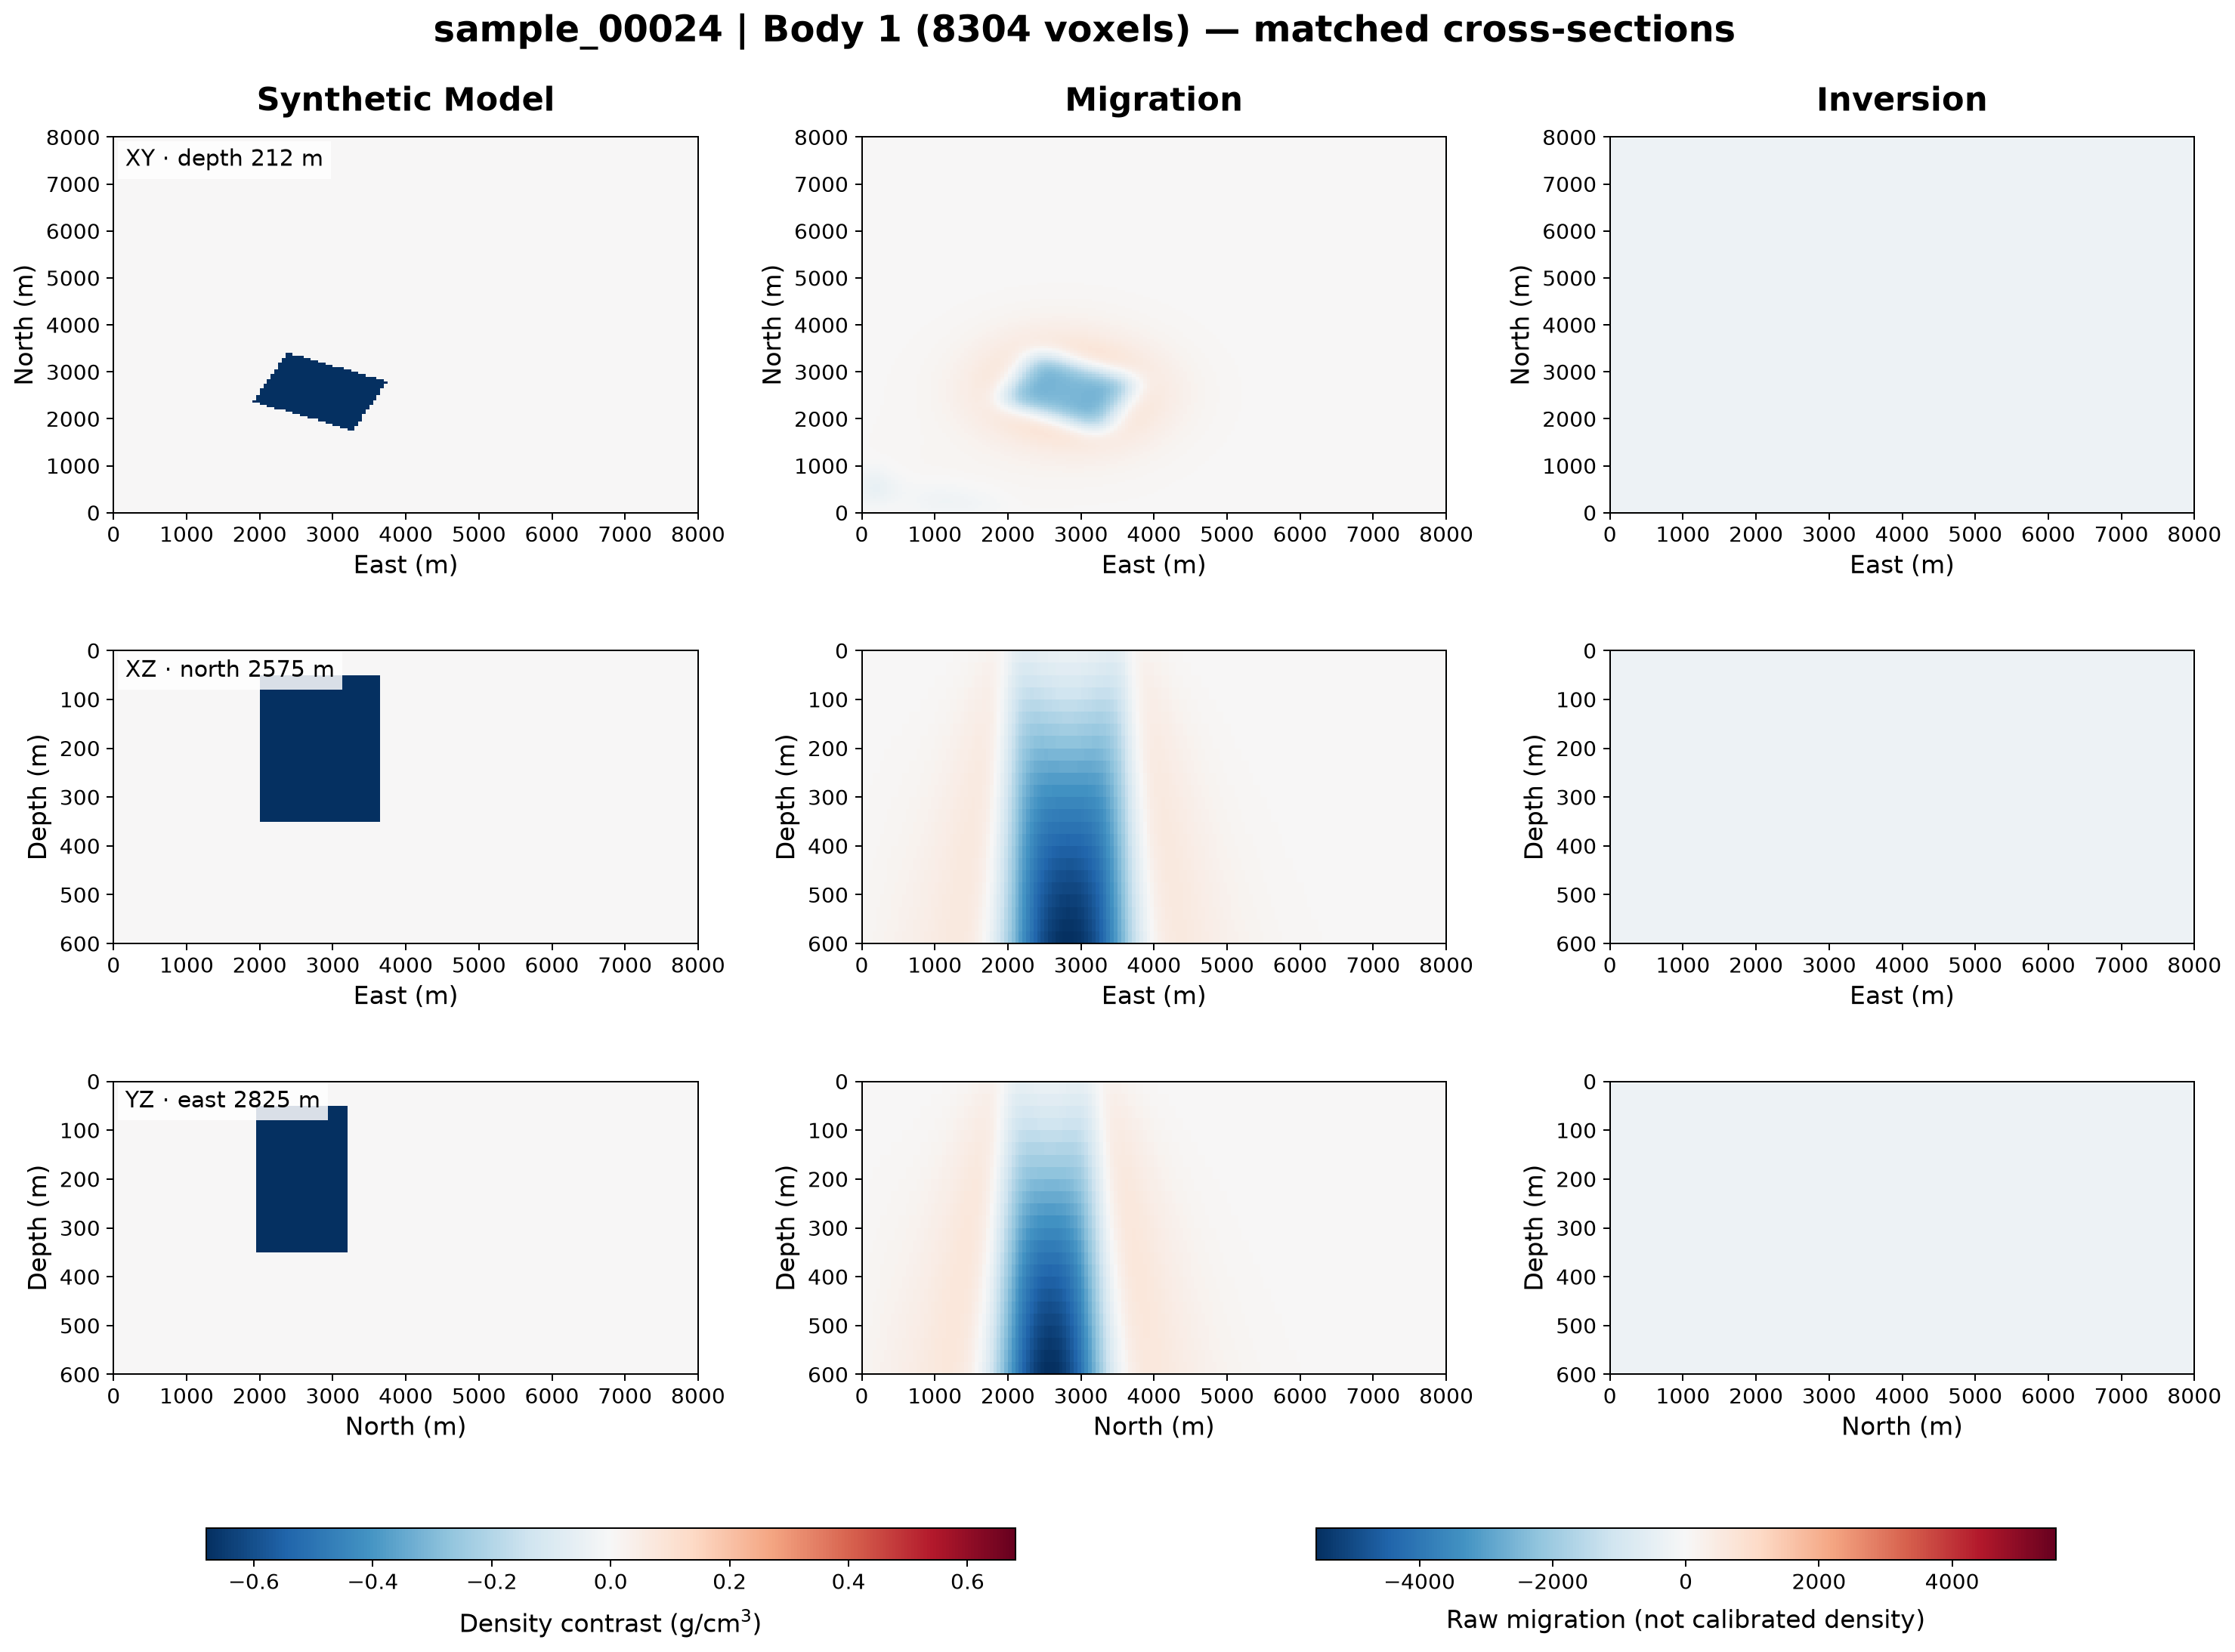 sample_00024 | Body 1 (8304 voxels) — matched cross-sections
Synthetic Model
Migration
Inversion
XY · depth 212 m
8000
7000
6000
5000
4000
3000
2000
1000
0
North (m)
0 1000 2000 3000 4000 5000 6000 7000 8000
East (m)
8000
7000
6000
5000
4000
3000
2000
1000
0
North (m)
0 1000 2000 3000 4000 5000 6000 7000 8000
East (m)
8000
7000
6000
5000
4000
3000
2000
1000
0
North (m)
0 1000 2000 3000 4000 5000 6000 7000 8000
East (m)
XZ · north 2575 m
0
100
200
300
400
500
600
Depth (m)
0 1000 2000 3000 4000 5000 6000 7000 8000
East (m)
0
100
200
300
400
500
600
Depth (m)
0 1000 2000 3000 4000 5000 6000 7000 8000
East (m)
0
100
200
300
400
500
600
Depth (m)
0 1000 2000 3000 4000 5000 6000 7000 8000
East (m)
YZ · east 2825 m
0
100
200
300
400
500
600
Depth (m)
0 1000 2000 3000 4000 5000 6000 7000 8000
North (m)
0
100
200
300
400
500
600
Depth (m)
0 1000 2000 3000 4000 5000 6000 7000 8000
North (m)
0
100
200
300
400
500
600
Depth (m)
0 1000 2000 3000 4000 5000 6000 7000 8000
North (m)
−0.6 −0.4 −0.2 0.0 0.2 0.4 0.6
Density contrast (g/cm³)
−4000 −2000 0 2000 4000
Raw migration (not calibrated density)